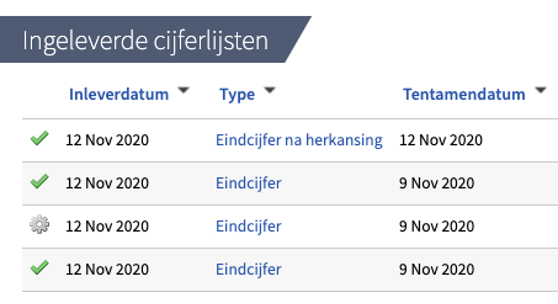 Ingeleverde cijferlijsten
Inleverdatum Type Tentamendatum
12 Nov 2020 Eindcijfer na herkansing 12 Nov 2020
12 Nov 2020 Eindcijfer 9 Nov 2020
12 Nov 2020 Eindcijfer 9 Nov 2020
12 Nov 2020 Eindcijfer 9 Nov 2020